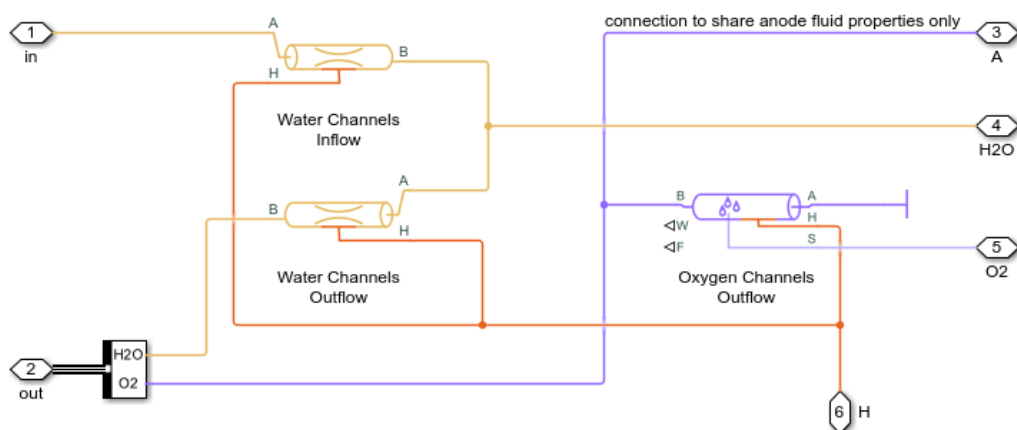 connection to share anode fluid properties only
1
in
A
H
B
Water Channels
Inflow
3
A
4
H2O
A
B
H
Water Channels
Outflow
B
A
H
W
F
S
Oxygen Channels
Outflow
5
O2
2
out
H2O
O2
6
H